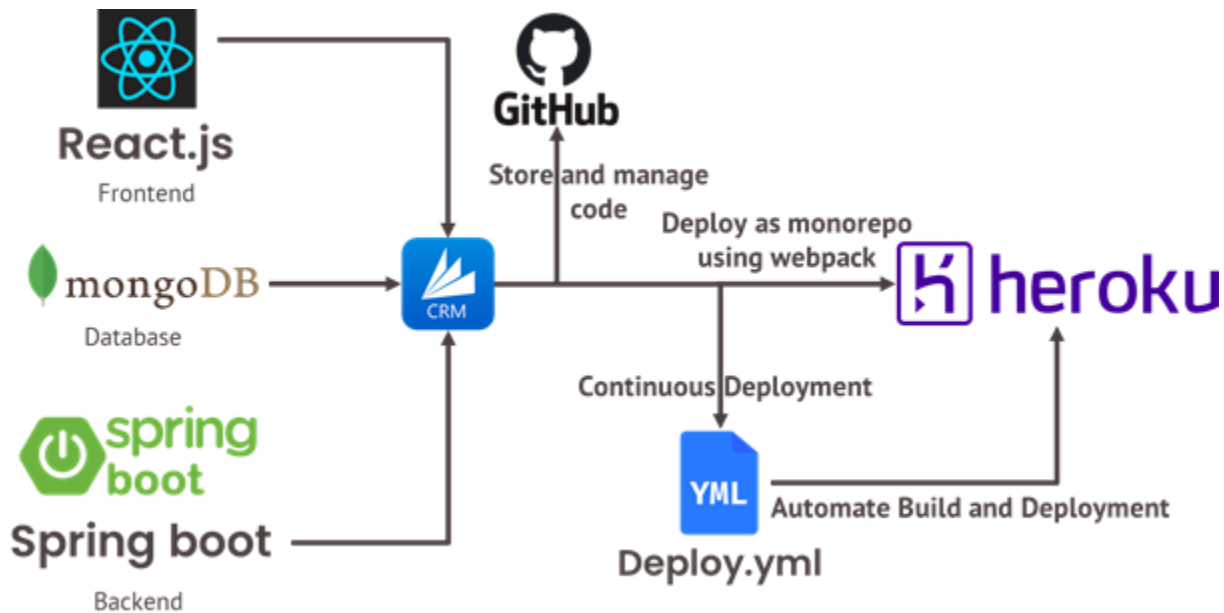 React.js
Frontend
mongoDB
Database
spring
boot
Spring boot
Backend
CRM
GitHub
Store and manage
code
Deploy as monorepo
using webpack
heroku
Continuous Deployment
YML
Deploy.yml
Automate Build and Deployment